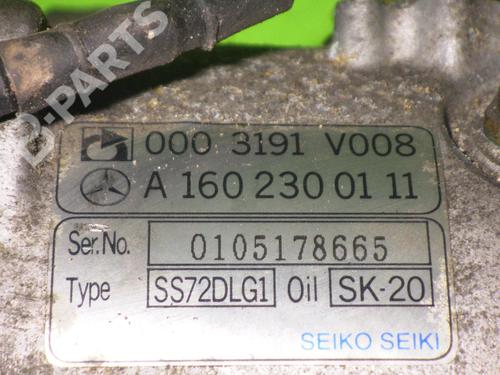 B-PARTS
000 3191 V008
A 160 230 01 11
Ser.No. 0105178665
Type SS72DLG1 Oil SK-20
SEIKO SEIKI